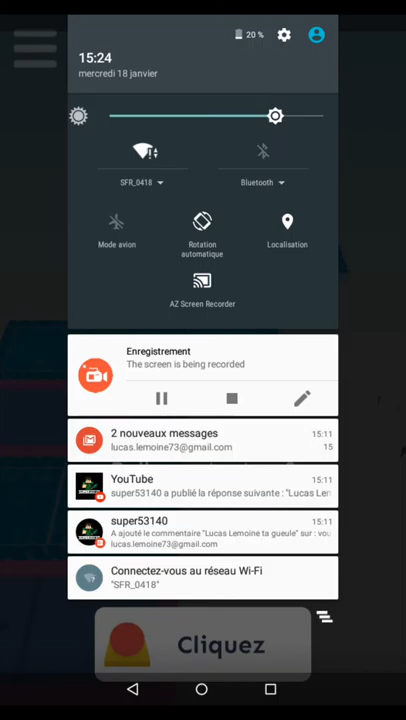 20 %
15:24
mercredi 18 janvier
SFR_0418
Bluetooth
Mode avion
Rotation
automatique
Localisation
AZ Screen Recorder
Enregistrement
The screen is being recorded
2 nouveaux messages 15:11
lucas.lemoine73@gmail.com 15
YouTube 15:11
super53140 a publié la réponse suivante : "Lucas Lem
super53140 15:11
A ajouté le commentaire "Lucas Lemoine ta gueule" sur : vou
lucas.lemoine73@gmail.com
Connectez-vous au réseau Wi-Fi
"SFR_0418"
Cliquez